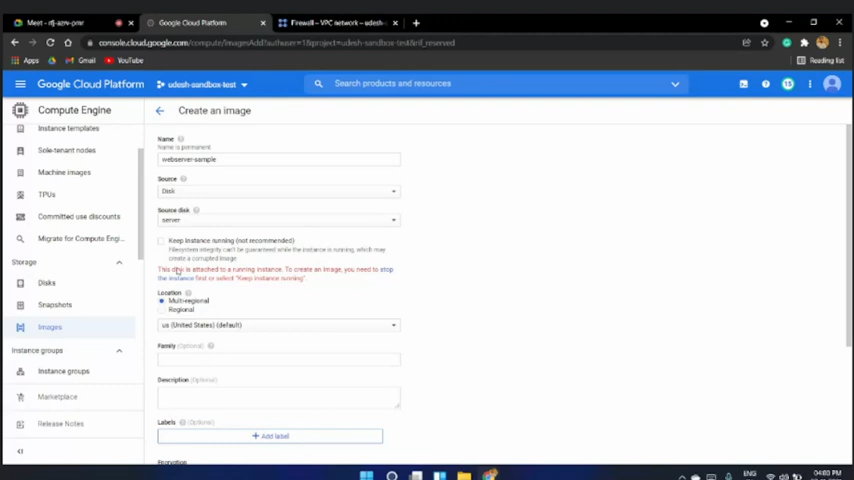 Meet - rfj-azrv-pmr
Google Cloud Platform
Firewall – VPC network – udesh-s
console.cloud.google.com/compute/imagesAdd?authuser=1&project=udesh-sandbox-test&
Apps
Gmail
YouTube
Reading list
Google Cloud Platform
udesh-sandbox-test
Search products and resources
Compute Engine
Create an image
Instance templates
Sole-tenant nodes
Machine images
TPUs
Committed use discounts
Migrate for Compute Engi...
Storage
Disks
Snapshots
Images
Instance groups
Instance groups
Marketplace
Release Notes
Name
Name is permanent
webserver-sample
Source
Disk
Source disk
server
Keep instance running (not recommended)
Filesystem integrity can't be guaranteed while the instance is running, which may
create a corrupted image
This disk is attached to a running instance. To create an image, you need to stop
the instance first or select "Keep instance running".
Location
Multi-regional
Regional
us (United States) (default)
Family (Optional)
Description (Optional)
Labels (Optional)
+ Add label
Encryption
ENG
04:03 PM